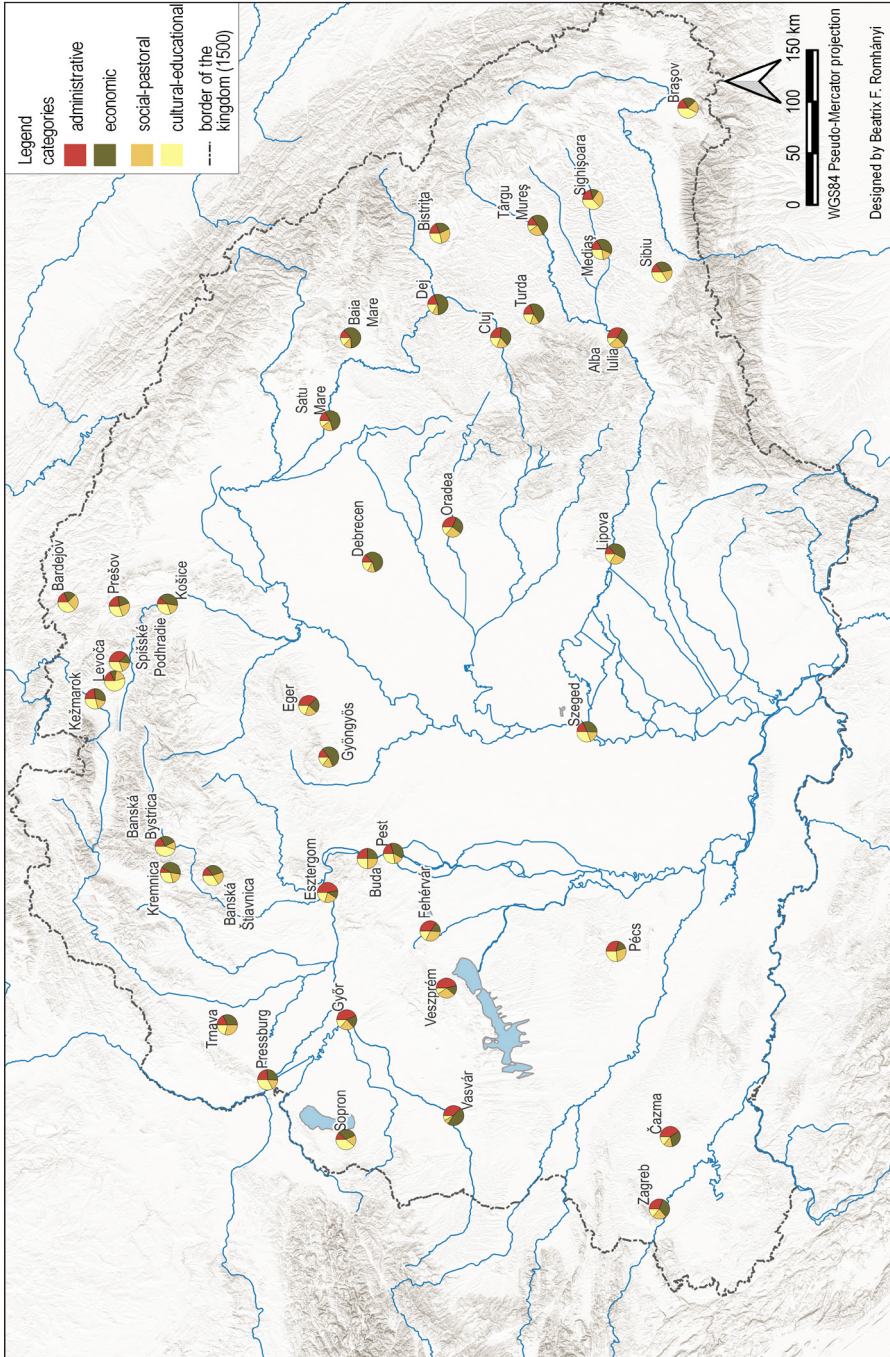 Legend
categories
administrative
economic
social-pastoral
cultural-educational
border of the
kingdom (1500)
Bardejov
Prešov
Košice
Kežmarok
Levoča
Spišské
Podhradie
Banská
Bystrica
Kremnica
Banská
Štiavnica
Trnava
Pressburg
Sopron
Győr
Esztergom
Buda
Pest
Eger
Gyöngyös
Debrecen
Satu
Mare
Baia
Mare
Bistrița
Dej
Cluj
Turda
Târgu
Mureș
Oradea
Fehérvár
Veszprém
Vasvár
Szeged
Lipova
Alba
Iulia
Mediaș
Sighișoara
Sibiu
Brașov
Pécs
Čazma
Zagreb
0 50 100 150 km
WGS84 Pseudo-Mercator projection
Designed by Beatrix F. Romhányi